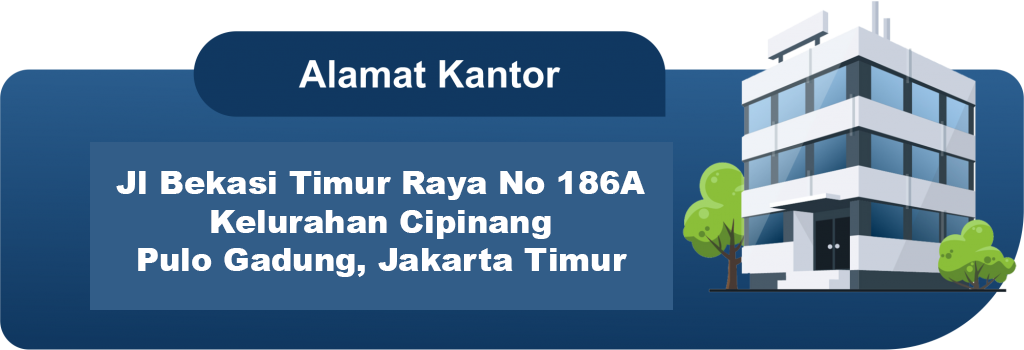 Alamat Kantor
Jl Bekasi Timur Raya No 186A
Kelurahan Cipinang
Pulo Gadung, Jakarta Timur